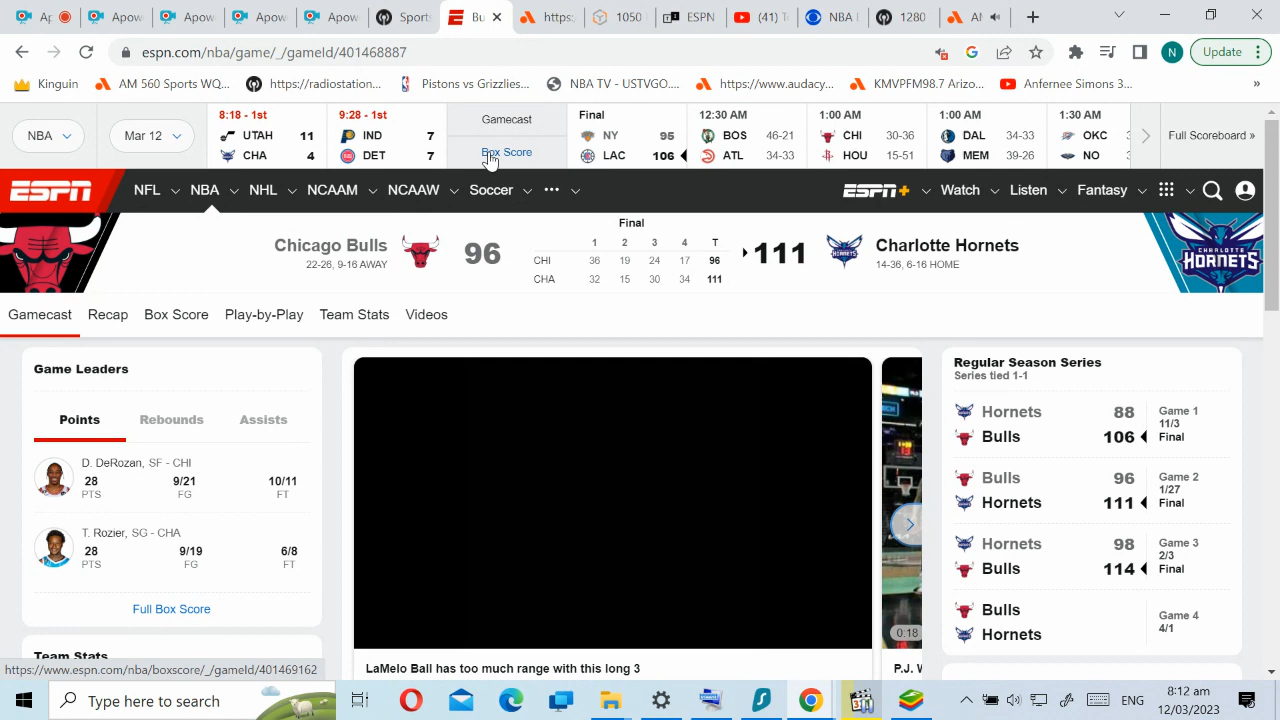 Ap
Apow
Apow
Apow
Apow
Sport
Bu
https:
1050
ESPN
(41) T
NBA D
1280
An
espn.com/nba/game/_/gameId/401468887
N
Update
Kinguin
AM 560 Sports WQ...
https://radiostation...
Pistons vs Grizzlies...
NBA TV - USTVGO...
https://www.audacy...
KMVPFM98.7 Arizo...
Anfernee Simons 3...
»
NBA
Mar 12
8:18 - 1st
UTAH 11
CHA 4
9:28 - 1st
IND 7
DET 7
Gamecast
Box Score
Final
NY 95
LAC 106
12:30 AM
BOS 46-21
ATL 34-33
1:00 AM
CHI 30-36
HOU 15-51
1:00 AM
DAL 34-33
MEM 39-26
1:30 AM
OKC
NO
Full Scoreboard »
ESPN
NFL
NBA
NHL
NCAAM
NCAAW
Soccer
•••
ESPN+
Watch
Listen
Fantasy
Chicago Bulls
22-26, 9-16 AWAY
96
Final
1 2 3 4 T
CHI 36 19 24 17 96
CHA 32 15 30 34 111
111
CHARLOTTE
HORNETS
Charlotte Hornets
14-36, 6-16 HOME
Gamecast
Recap
Box Score
Play-by-Play
Team Stats
Videos
Game Leaders
Points
Rebounds
Assists
D. DeRozan, SF - CHI
28 9/21 10/11
PTS FG FT
T. Rozier, SG - CHA
28 9/19 6/8
PTS FG FT
Full Box Score
Team Stats
0:18
LaMelo Ball has too much range with this long 3
P.J. W
Regular Season Series
Series tied 1-1
Hornets 88
Bulls 106
Game 1
11/3
Final
Bulls 96
Hornets 111
Game 2
1/27
Final
Hornets 98
Bulls 114
Game 3
2/3
Final
Bulls
Hornets
Game 4
4/1
https://www.espn.com/nba/boxscore/_/gameId/401469162
Type here to search
ENG
8:12 am
12/03/2023